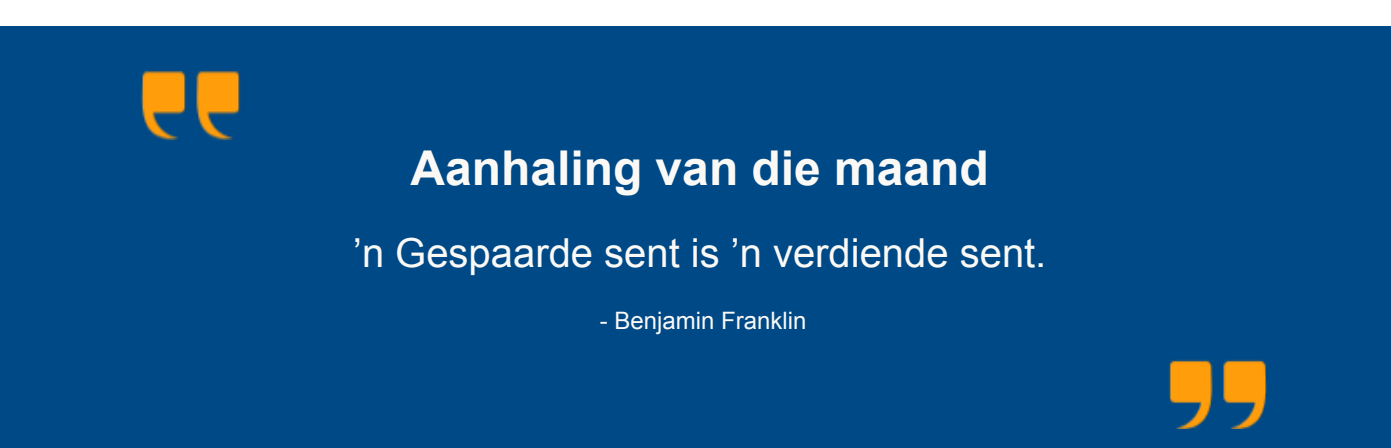 Aanhaling van die maand
’n Gespaarde sent is ’n verdiende sent.
- Benjamin Franklin